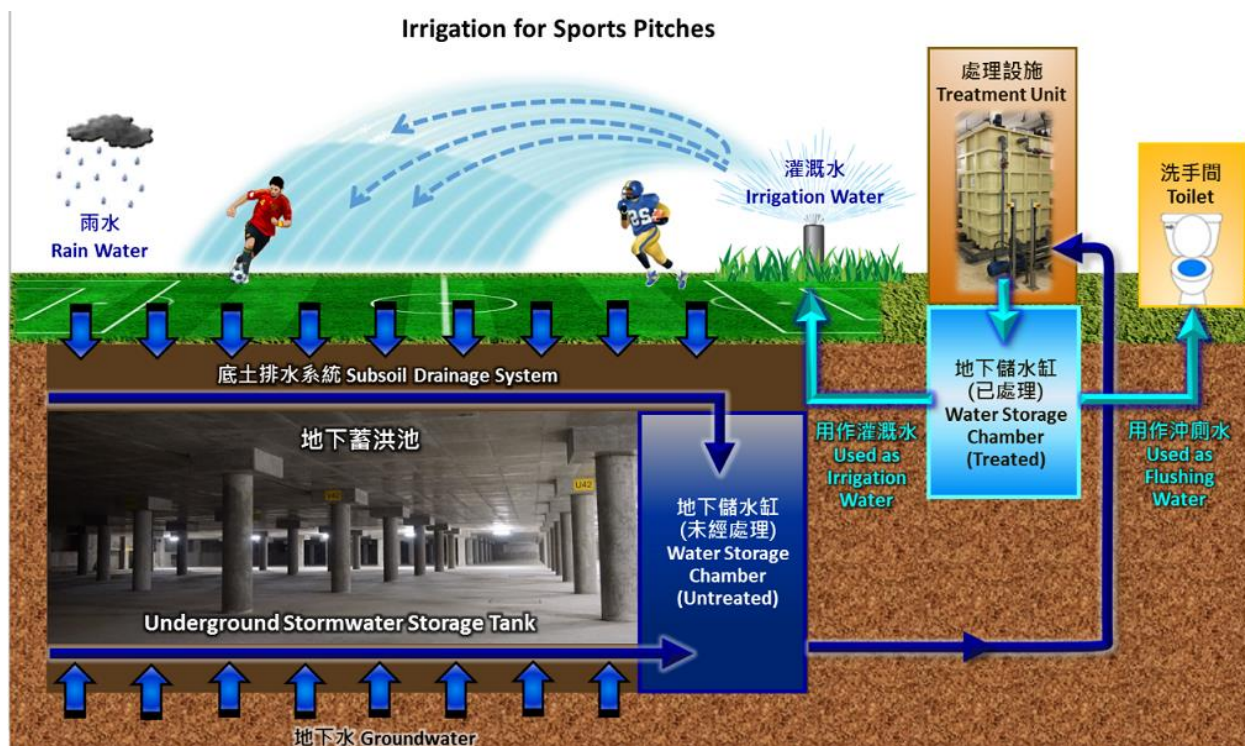 Irrigation for Sports Pitches
處理設施
Treatment Unit
雨水
Rain Water
灌溉水
Irrigation Water
洗手間
Toilet
25
底土排水系統 Subsoil Drainage System
地下蓄洪池
U42
Underground Stormwater Storage Tank
地下儲水缸
(未經處理)
Water Storage
Chamber
(Untreated)
用作灌溉水
Used as
Irrigation
Water
地下儲水缸
(已處理)
Water Storage
Chamber
(Treated)
用作沖廁水
Used as
Flushing
Water
地下水 Groundwater